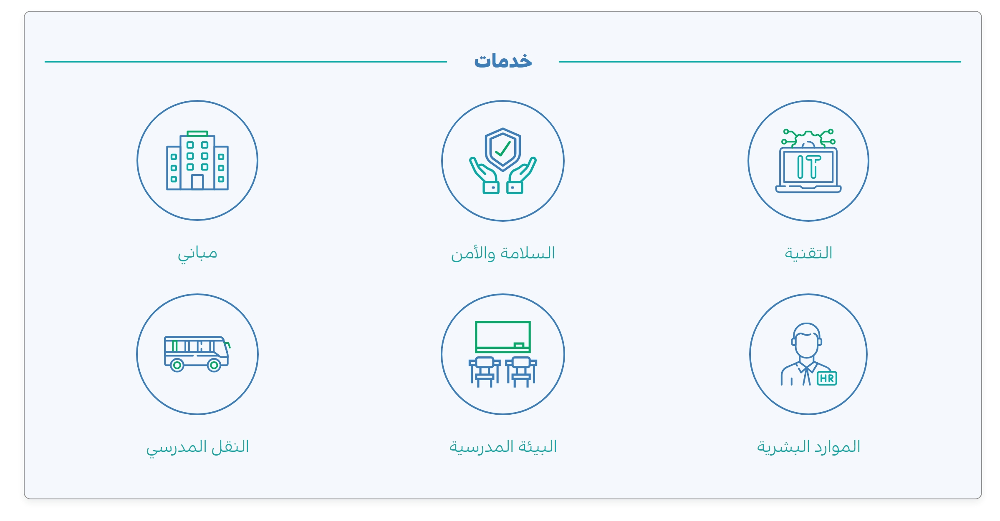 خدمات
IT
التقنية
السلامة والأمن
مباني
HR
الموارد البشرية
البيئة المدرسية
النقل المدرسي